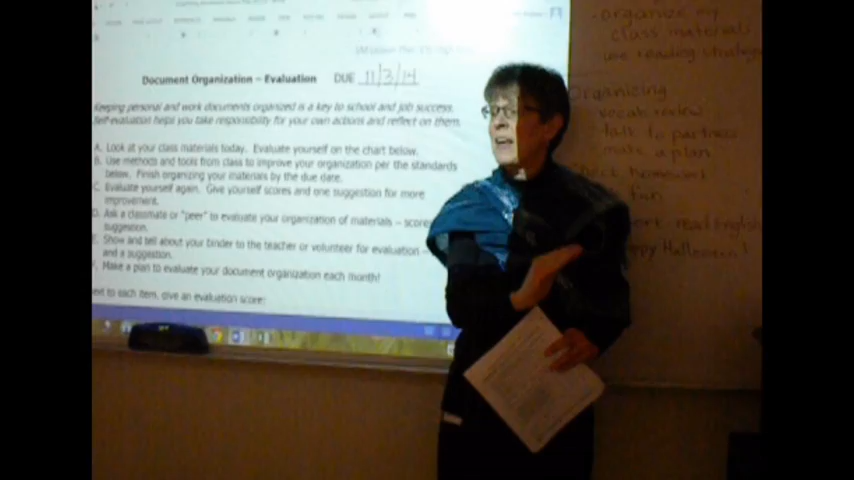 Document Organization – Evaluation DUE 11/3/14
Keeping personal and work documents organized is a key to school and job success.
Self-evaluation helps you take responsibility for your own actions and reflect on them.
A. Look at your class materials today. Evaluate yourself on the chart below.
B. Use methods and tools from class to improve your organization per the standards
below. Finish organizing your materials by the due date.
C. Evaluate yourself again. Give yourself scores and one suggestion for more
improvement.
D. Ask a classmate or "peer" to evaluate your organization of materials – score
suggestion.
E. Show and tell about your binder to the teacher or volunteer for evaluation –
and a suggestion.
Make a plan to evaluate your document organization each month!
to each item, give an evaluation score:
- organize my
class materials
- use reading strategie
Organizing
vocab review
talk to partners
make a plan
homework
fun
read English
ppy Halloween!